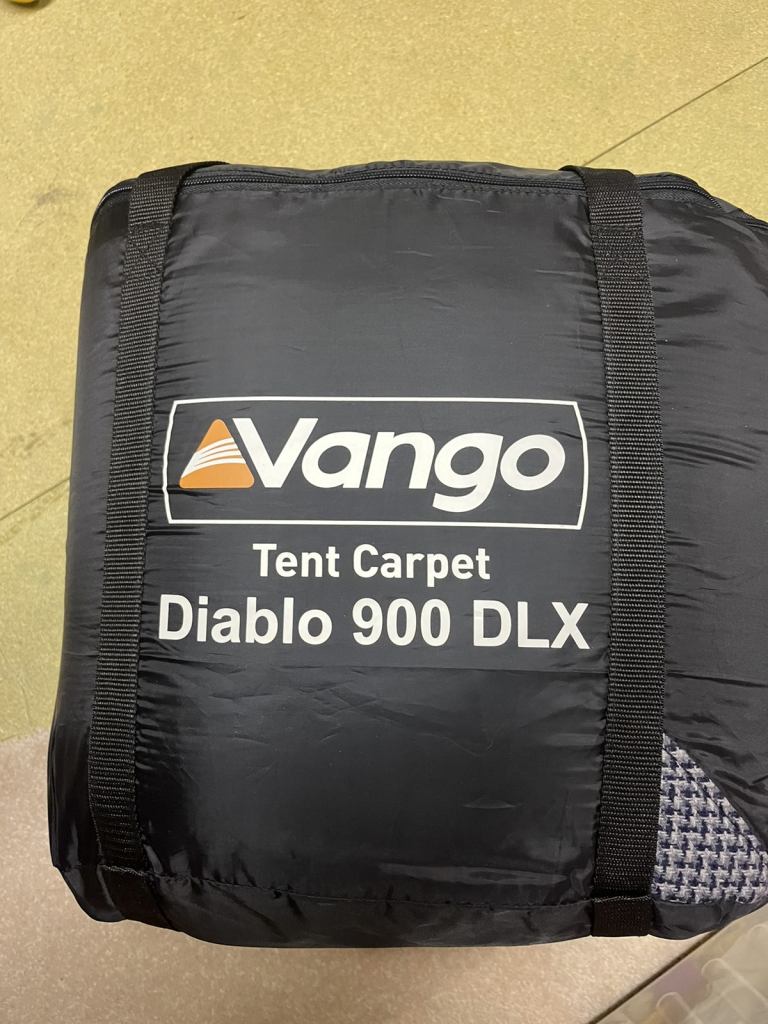 Vango
Tent Carpet
Diablo 900 DLX